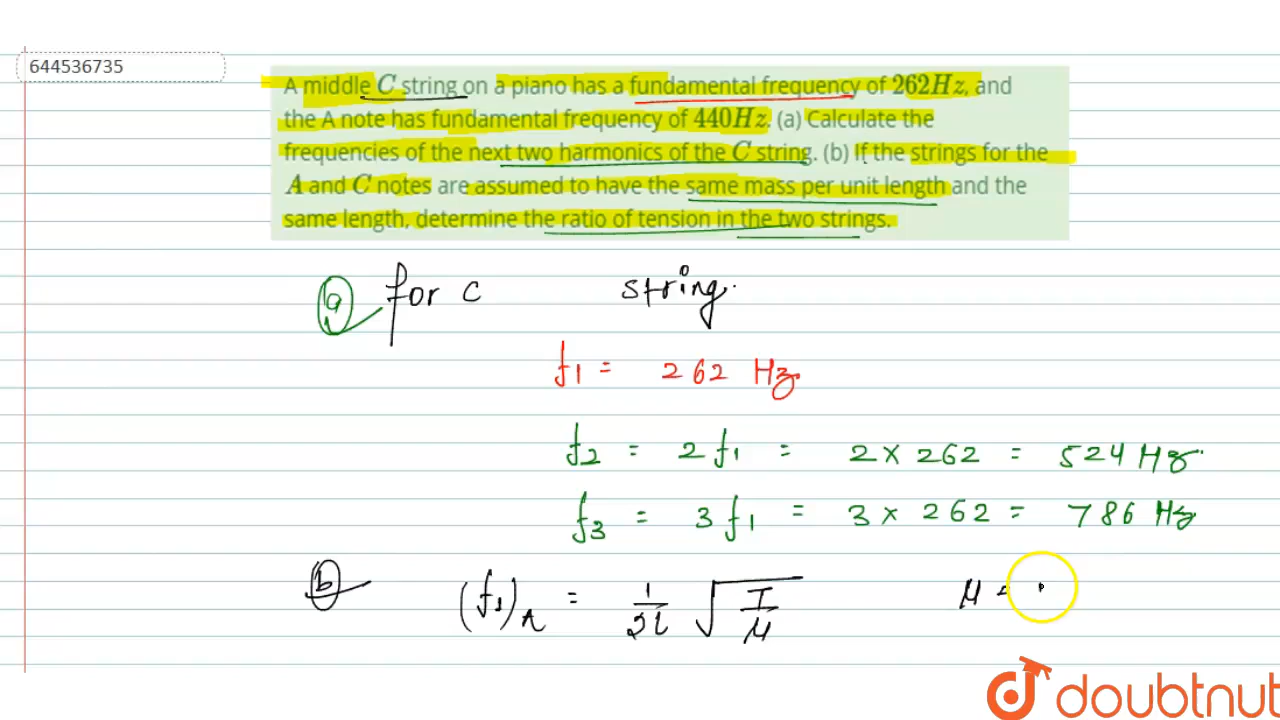 644536735
A middle C string on a piano has a fundamental frequency of 262Hz, and
the A note has fundamental frequency of 440Hz. (a) Calculate the
frequencies of the next two harmonics of the C string. (b) If the strings for the
A and C notes are assumed to have the same mass per unit length and the
same length, determine the ratio of tension in the two strings.
(a) for C string.
f1 = 262 Hz
f2 = 2 f1 = 2 × 262 = 524 Hz.
f3 = 3 f1 = 3 × 262 = 786 Hz
(b) (f1)A = 1/2l √T/μ μ =
doubtnut